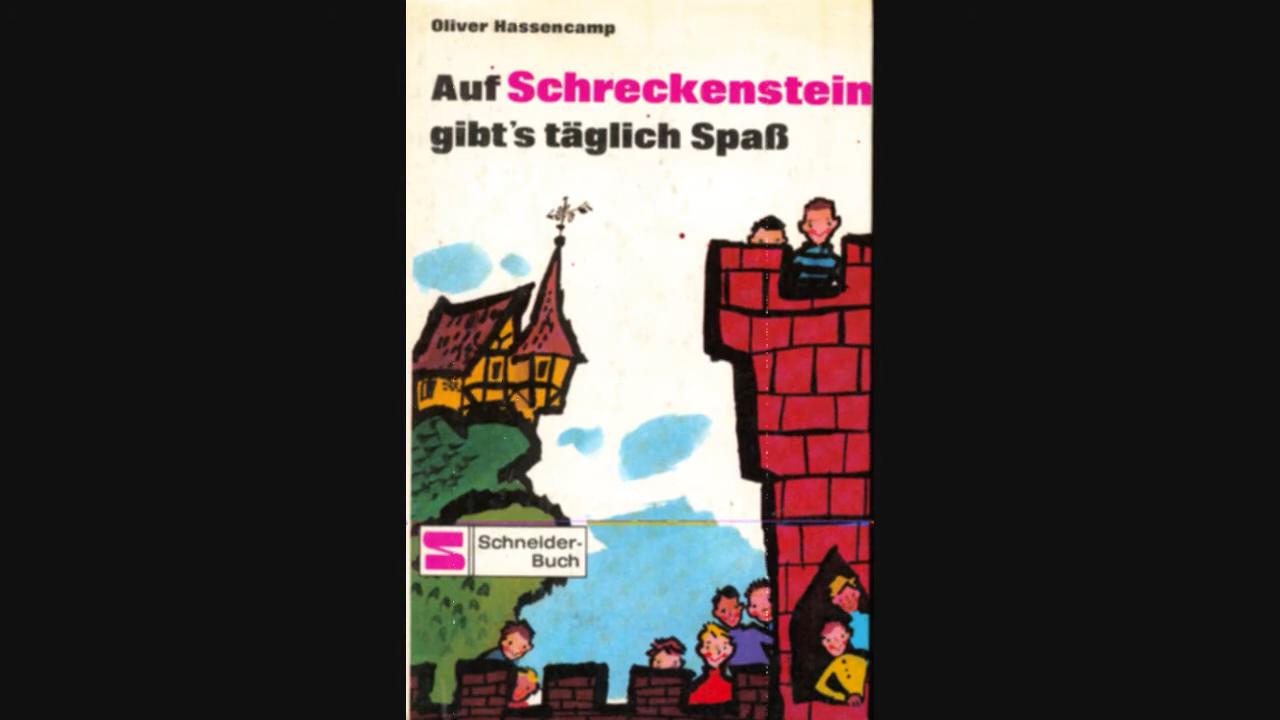 Oliver Hassencamp
Auf Schreckenstein
gibt's täglich Spaß
Schneider-
Buch